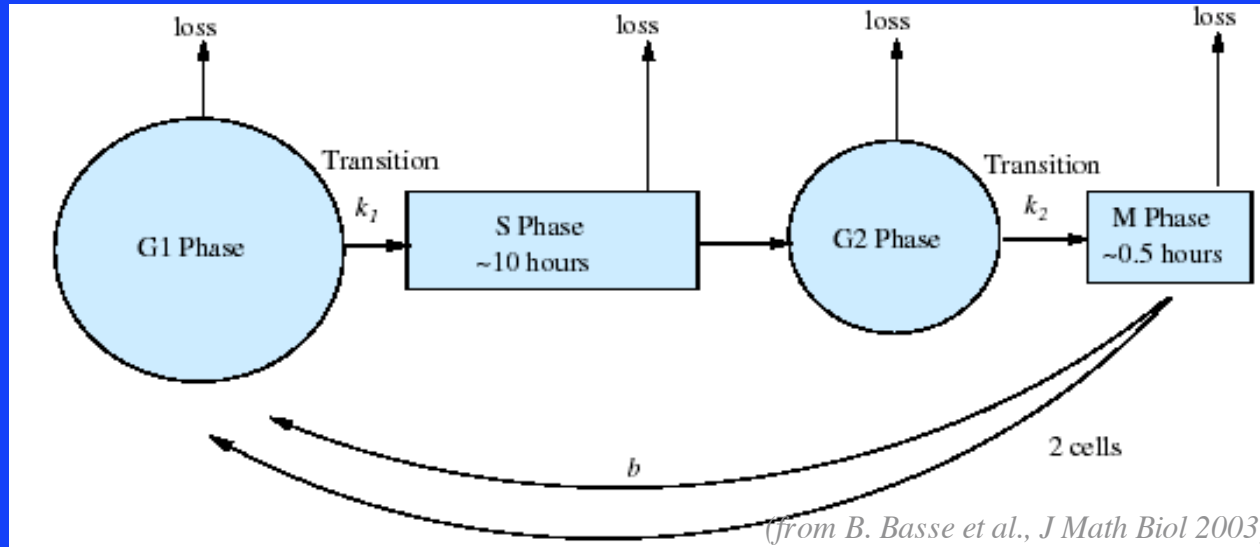 loss
loss
loss
loss
Transition
k1
Transition
k2
G1 Phase
S Phase
~10 hours
G2 Phase
M Phase
~0.5 hours
2 cells
b
(from B. Basse et al., J Math Biol 2003